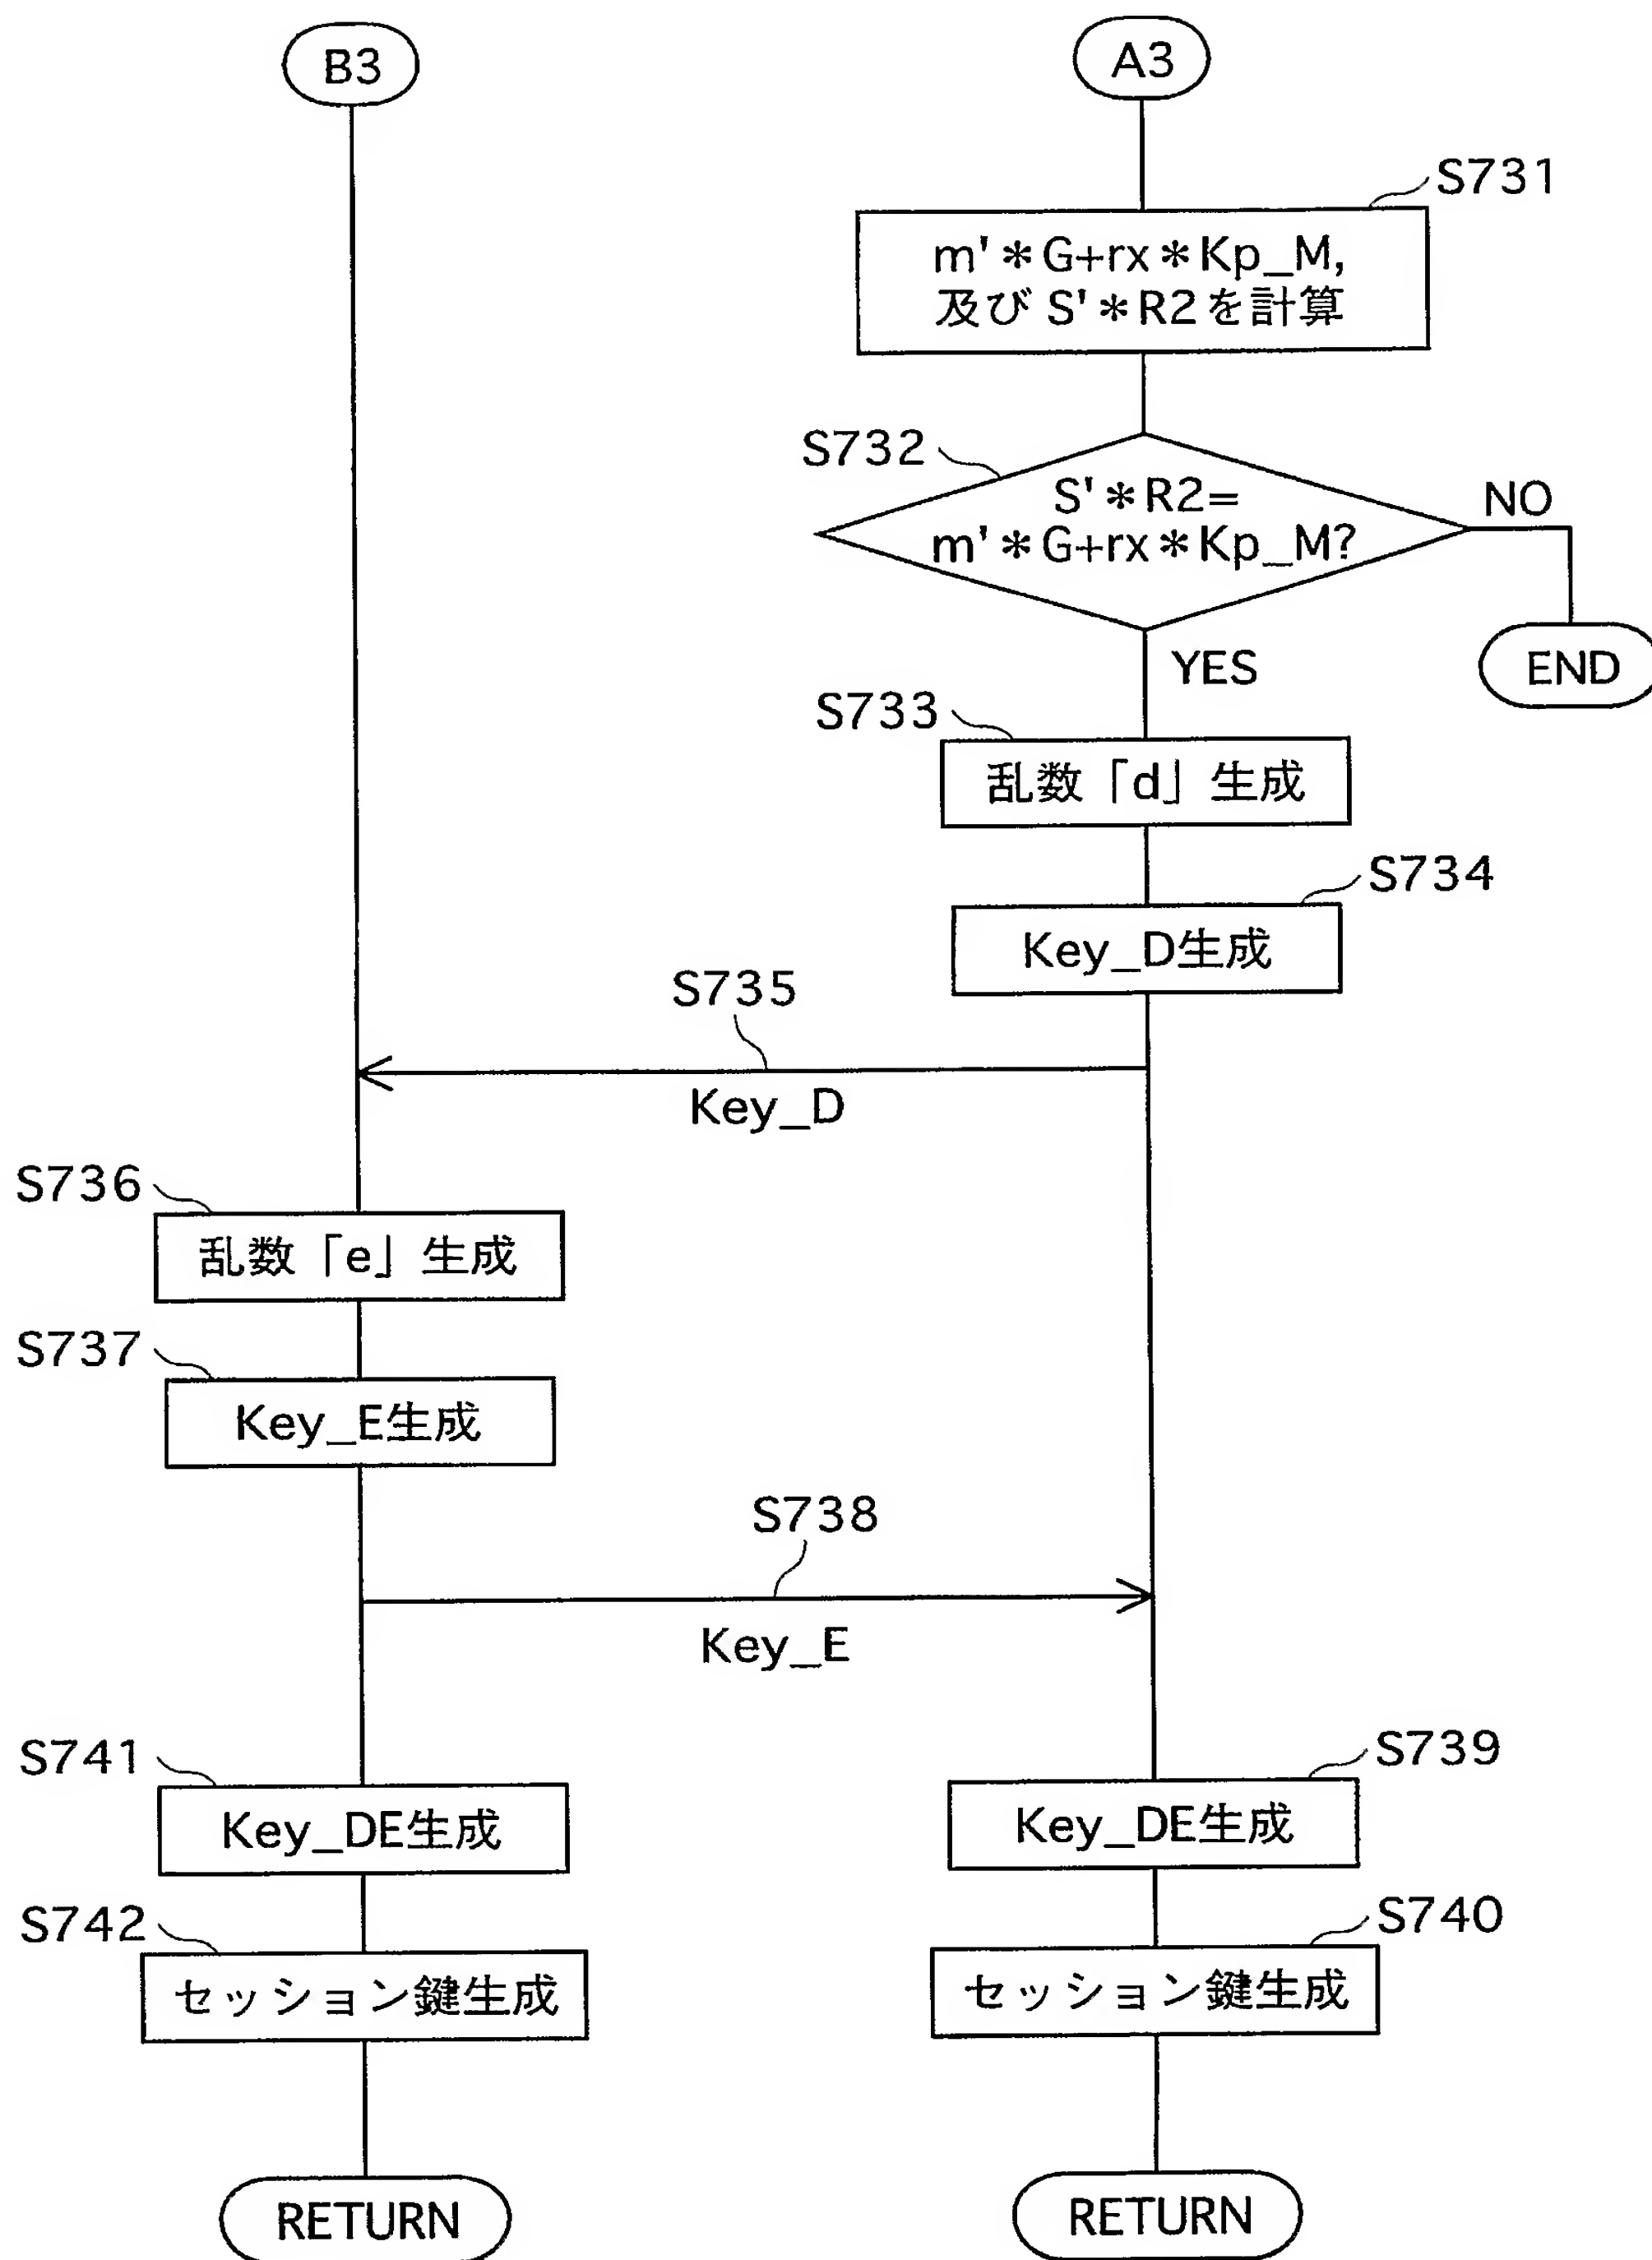 B3
A3
S731
m'*G+rx*Kp_M,
及び S'*R2を計算
S732
S'*R2=
m'*G+rx*Kp_M?
NO
END
YES
S733
乱数「d」生成
S734
Key_D生成
S735
Key_D
S736
乱数「e」生成
S737
Key_E生成
S738
Key_E
S741
Key_DE生成
S739
Key_DE生成
S742
セッション鍵生成
S740
セッション鍵生成
RETURN
RETURN